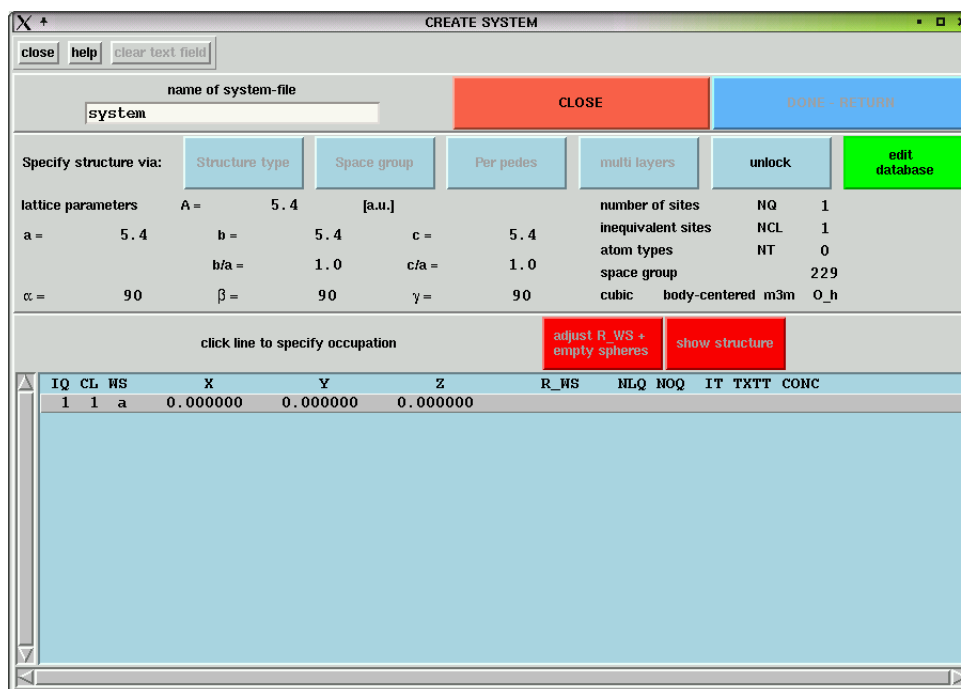 CREATE SYSTEM
close help clear text field
name of system-file
system
CLOSE
DONE - RETURN
Specify structure via: Structure type Space group Per pedes multi layers unlock edit database
lattice parameters A = 5.4 [a.u.] number of sites NQ 1
a = 5.4 b = 5.4 c = 5.4 inequivalent sites NCL 1
atom types NT 0
b/a = 1.0 c/a = 1.0 space group 229
α = 90 β = 90 γ = 90 cubic body-centered m3m O_h
click line to specify occupation adjust R_WS + empty spheres show structure
IQ CL WS X Y Z R_WS NLQ NOQ IT TXTT CONC
1 1 a 0.000000 0.000000 0.000000